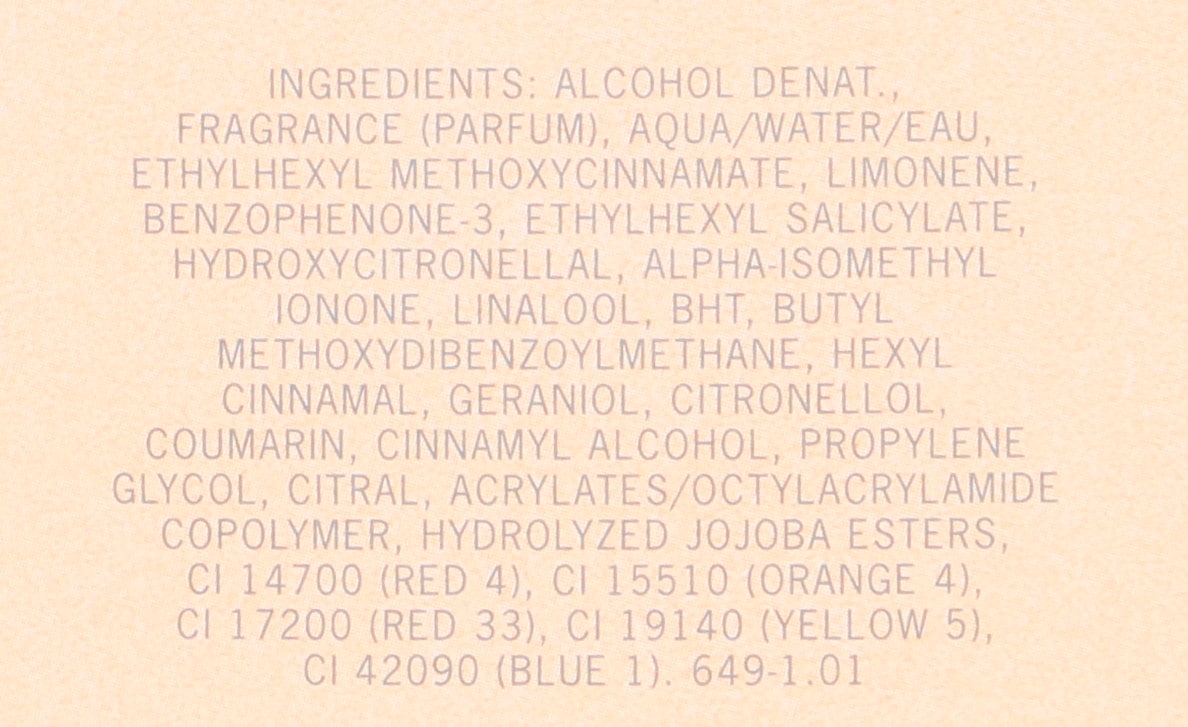 INGREDIENTS: ALCOHOL DENAT.,
FRAGRANCE (PARFUM), AQUA/WATER/EAU,
ETHYLHEXYL METHOXYCINNAMATE, LIMONENE,
BENZOPHENONE-3, ETHYLHEXYL SALICYLATE,
HYDROXYCITRONELLAL, ALPHA-ISOMETHYL
IONONE, LINALOOL, BHT, BUTYL
METHOXYDIBENZOYLMETHANE, HEXYL
CINNAMAL, GERANIOL, CITRONELLOL,
COUMARIN, CINNAMYL ALCOHOL, PROPYLENE
GLYCOL, CITRAL, ACRYLATES/OCTYLACRYLAMIDE
COPOLYMER, HYDROLYZED JOJOBA ESTERS,
CI 14700 (RED 4), CI 15510 (ORANGE 4),
CI 17200 (RED 33), CI 19140 (YELLOW 5),
CI 42090 (BLUE 1). 649-1.01